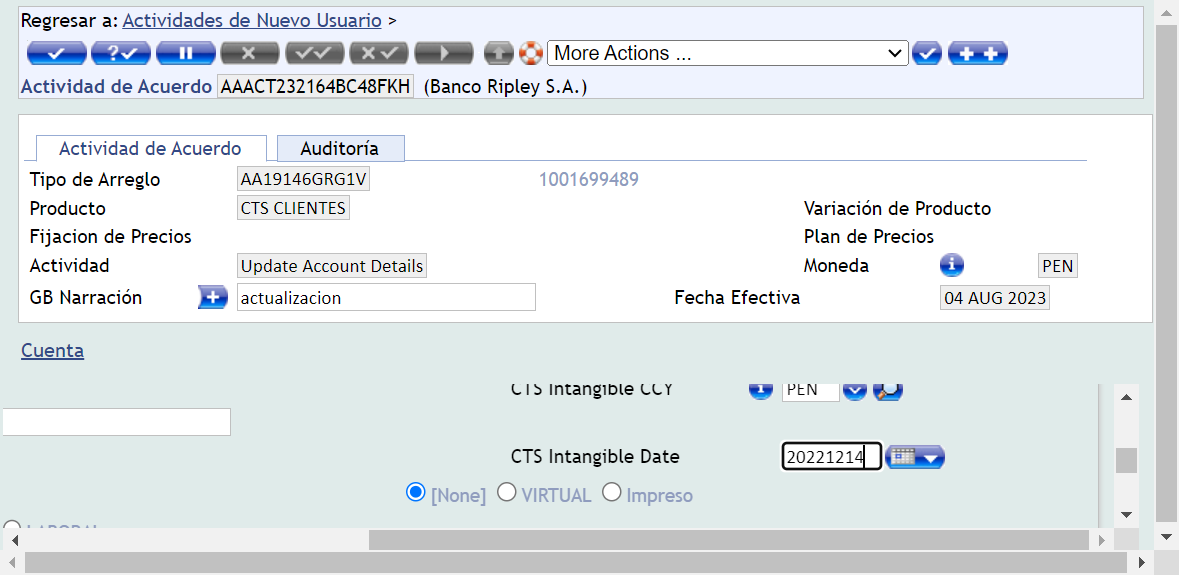 Regresar a: Actividades de Nuevo Usuario >
More Actions ...
Actividad de Acuerdo AAACT232164BC48FKH (Banco Ripley S.A.)
Actividad de Acuerdo Auditoría
Tipo de Arreglo AA19146GRG1V 1001699489
Producto CTS CLIENTES Variación de Producto
Fijacion de Precios Plan de Precios
Actividad Update Account Details Moneda PEN
GB Narración actualizacion Fecha Efectiva 04 AUG 2023
Cuenta
CTS Intangible CCY PEN
CTS Intangible Date 20221214
[None] VIRTUAL Impreso
LABORAL